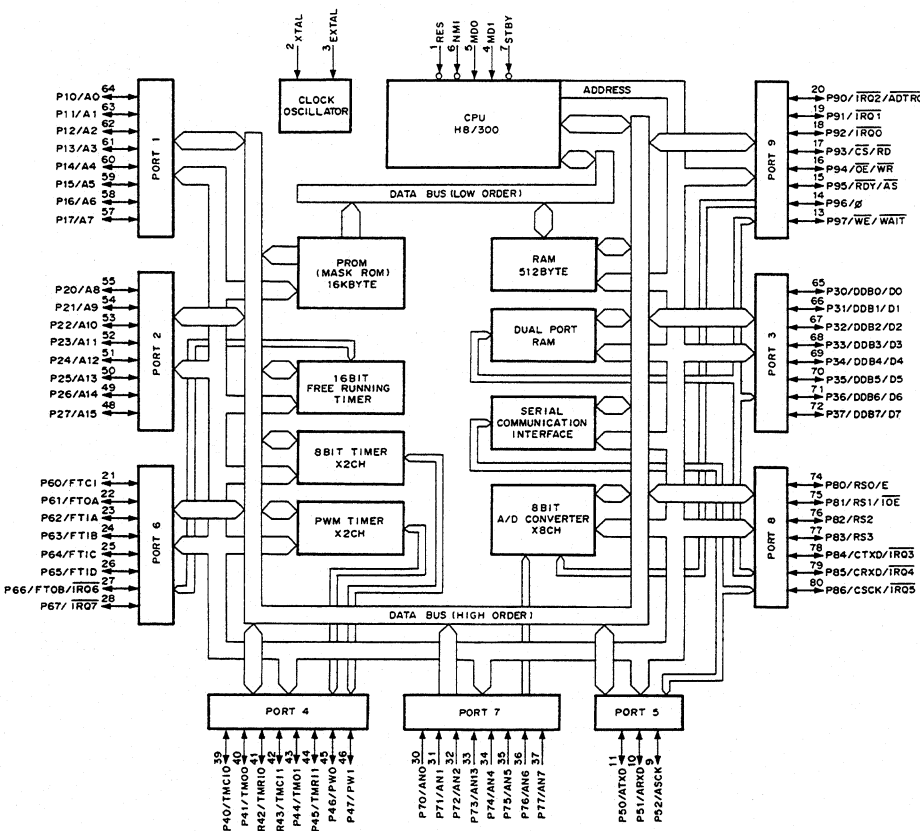 2 XTAL
3 EXTAL
1 RES
6 NMI
5 MD0
4 MD1
7 STBY
CLOCK
OSCILLATOR
CPU
H8/300
ADDRESS
DATA BUS (LOW ORDER)
PORT 1
64 P10/A0
63 P11/A1
62 P12/A2
61 P13/A3
60 P14/A4
59 P15/A5
58 P16/A6
57 P17/A7
PORT 9
20 P90/IRQ2/ADTRG
19 P91/IRQ1
18 P92/IRQ0
17 P93/CS/RD
16 P94/OE/WR
15 P95/RDY/AS
14 P96/ø
13 P97/WE/WAIT
PROM
(MASK ROM)
16KBYTE
RAM
512BYTE
PORT 2
55 P20/A8
54 P21/A9
53 P22/A10
52 P23/A11
51 P24/A12
50 P25/A13
49 P26/A14
48 P27/A15
DUAL PORT
RAM
PORT 3
65 P30/DDB0/D0
66 P31/DDB1/D1
67 P32/DDB2/D2
68 P33/DDB3/D3
69 P34/DDB4/D4
70 P35/DDB5/D5
71 P36/DDB6/D6
72 P37/DDB7/D7
16BIT
FREE RUNNING
TIMER
SERIAL
COMMUNICATION
INTERFACE
8BIT TIMER
X2CH
PWM TIMER
X2CH
8BIT
A/D CONVERTER
X8CH
PORT 6
21 P60/FTCI
22 P61/FTOA
23 P62/FTIA
24 P63/FTIB
25 P64/FTIC
26 P65/FTID
27 P66/FTOB/IRQ6
28 P67/IRQ7
PORT 8
74 P80/RS0/E
75 P81/RS1/IOE
76 P82/RS2
77 P83/RS3
78 P84/CTXD/IRQ3
79 P85/CRXD/IRQ4
80 P86/CSCK/IRQ5
DATA BUS (HIGH ORDER)
PORT 4
39 P40/TMCI0
40 P41/TMO0
41 R42/TMRI0
42 R43/TMCI1
43 P44/TMO1
44 P45/TMRI1
45 P46/PW0
46 P47/PW1
PORT 7
30 P70/AN0
31 P71/AN1
32 P72/AN2
33 P73/AN13
34 P74/AN4
35 P75/AN5
36 P76/AN6
37 P77/AN7
PORT 5
11 P50/ATXD
10 P51/ARXD
9 P52/ASCK